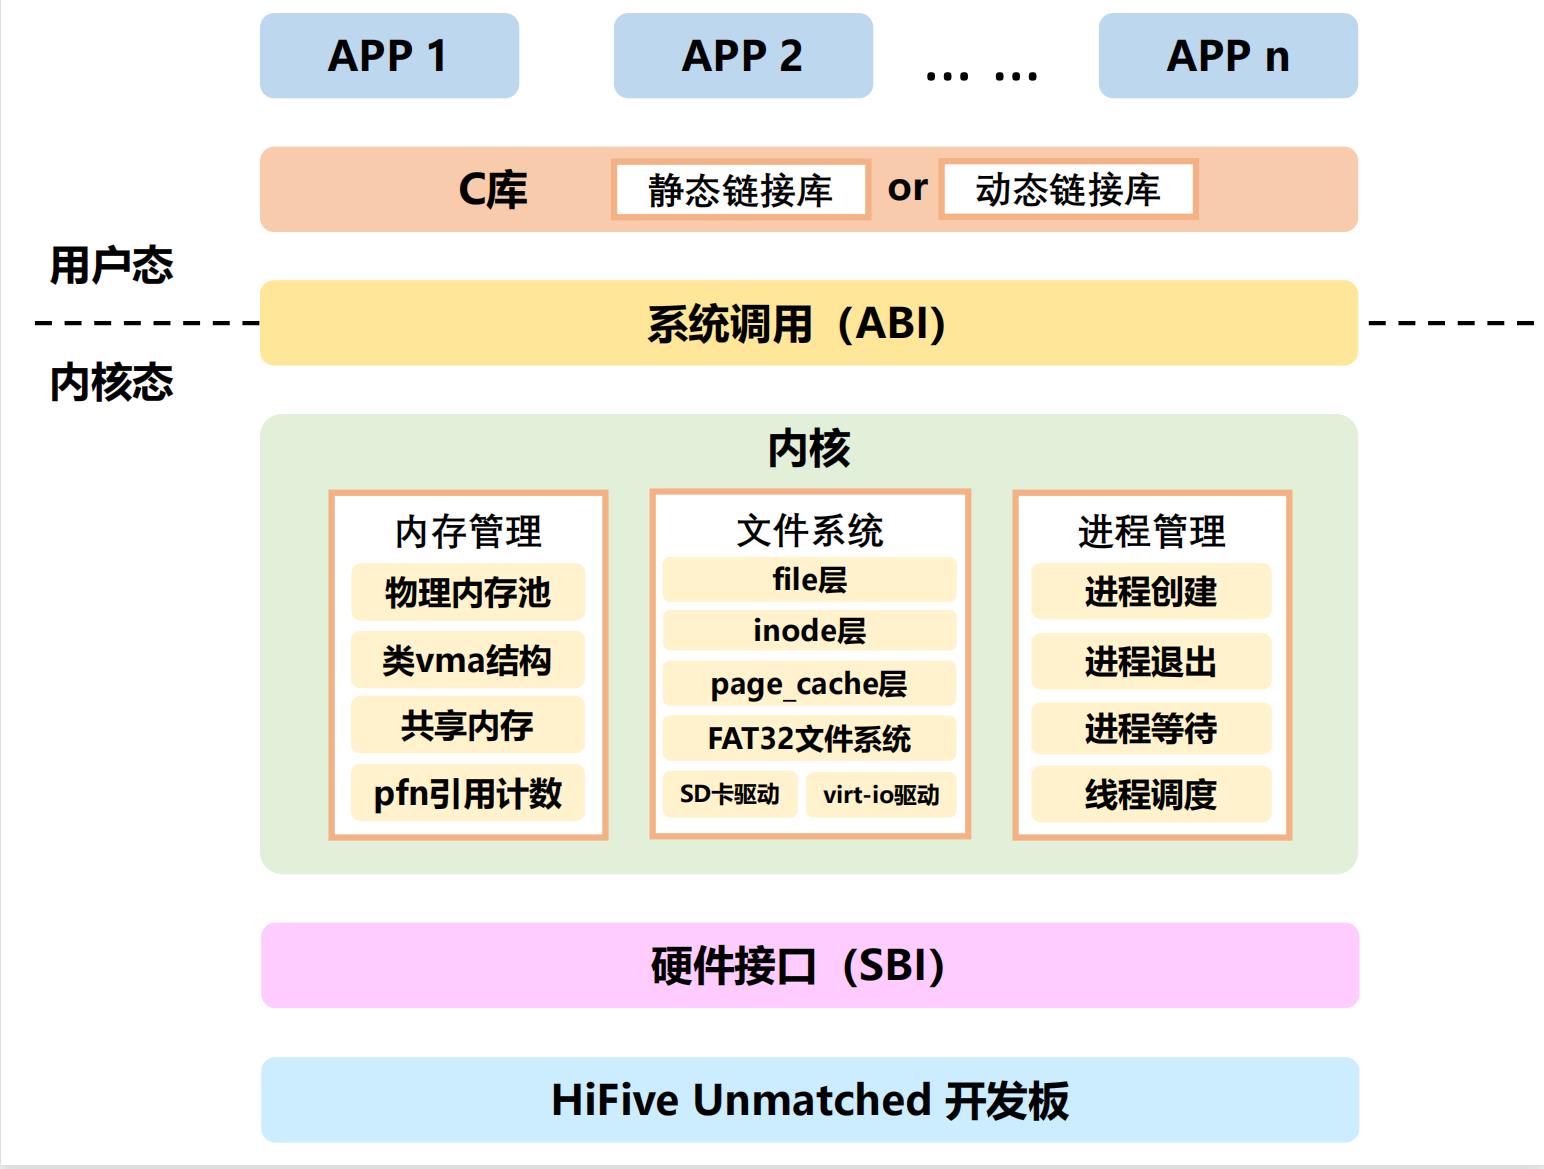 APP 1
APP 2
... ...
APP n
C库
静态链接库
or
动态链接库
用户态
系统调用（ABI）
内核态
内核
内存管理
物理内存池
类vma结构
共享内存
pfn引用计数
文件系统
file层
inode层
page_cache层
FAT32文件系统
SD卡驱动
virt-io驱动
进程管理
进程创建
进程退出
进程等待
线程调度
硬件接口（SBI）
HiFive Unmatched 开发板